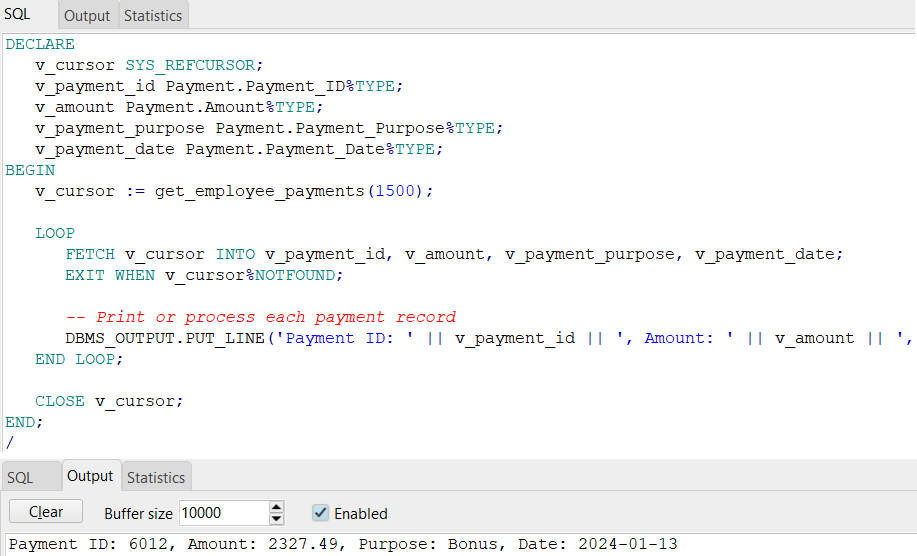 SQL Output Statistics
DECLARE
v_cursor SYS_REFCURSOR;
v_payment_id Payment.Payment_ID%TYPE;
v_amount Payment.Amount%TYPE;
v_payment_purpose Payment.Payment_Purpose%TYPE;
v_payment_date Payment.Payment_Date%TYPE;
BEGIN
v_cursor := get_employee_payments(1500);
LOOP
FETCH v_cursor INTO v_payment_id, v_amount, v_payment_purpose, v_payment_date;
EXIT WHEN v_cursor%NOTFOUND;
-- Print or process each payment record
DBMS_OUTPUT.PUT_LINE('Payment ID: ' || v_payment_id || ', Amount: ' || v_amount || ',
END LOOP;
CLOSE v_cursor;
END;
/
SQL Output Statistics
Clear Buffer size 10000 Enabled
Payment ID: 6012, Amount: 2327.49, Purpose: Bonus, Date: 2024-01-13